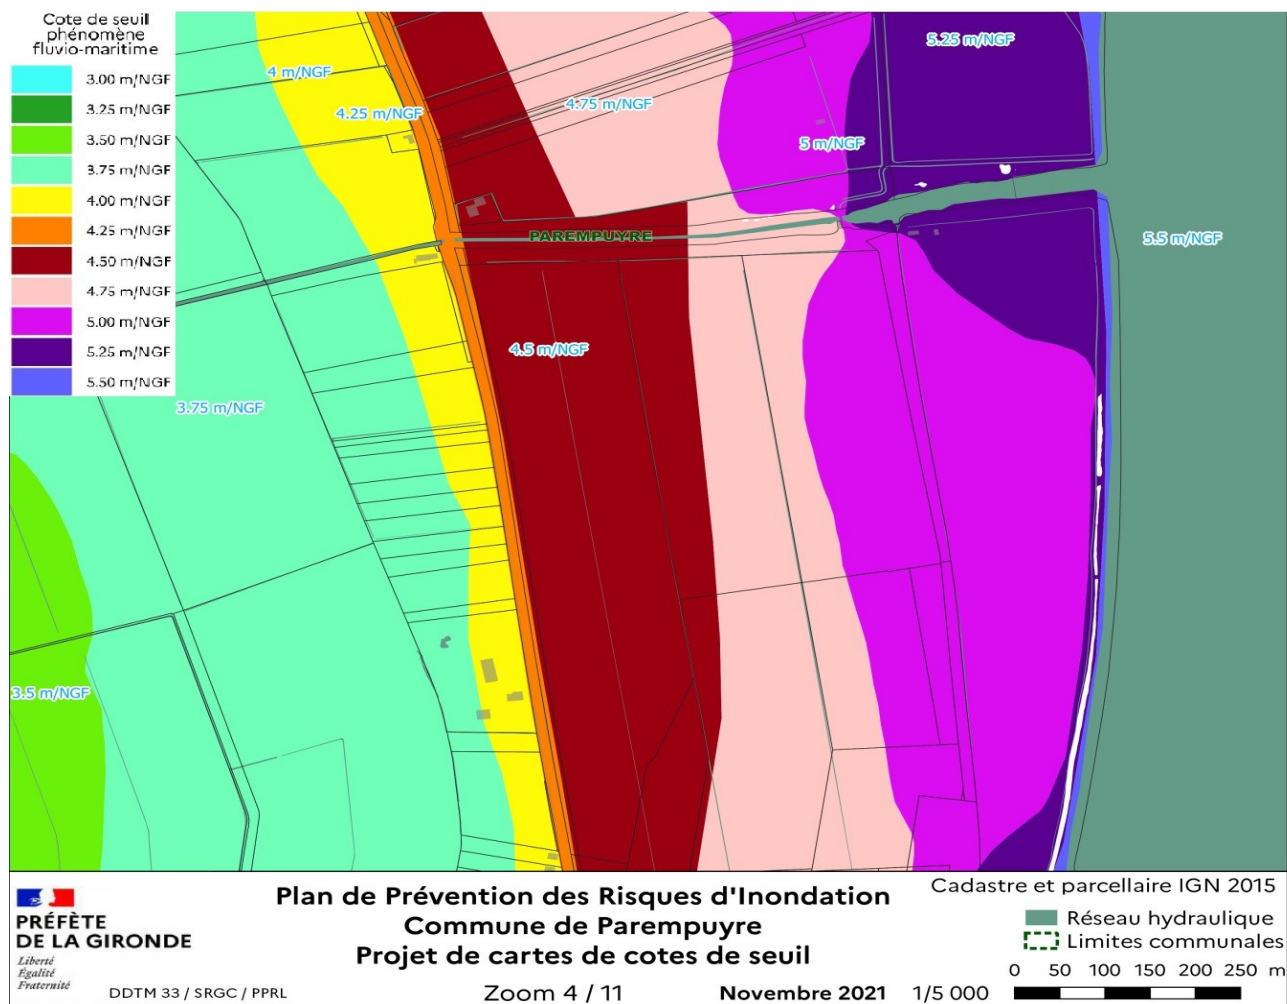 Cote de seuil
phénomène
fluvio-maritime
3.00 m/NGF
3.25 m/NGF
3.50 m/NGF
3.75 m/NGF
4.00 m/NGF
4.25 m/NGF
4.50 m/NGF
4.75 m/NGF
5.00 m/NGF
5.25 m/NGF
5.50 m/NGF
4 m/NGF
4.25 m/NGF
4.75 m/NGF
5.25 m/NGF
5 m/NGF
PAREMPUYRE
5.5 m/NGF
4.5 m/NGF
3.75 m/NGF
3.5 m/NGF
PRÉFÈTE
DE LA GIRONDE
Liberté
Égalité
Fraternité
DDTM 33 / SRGC / PPRL
Plan de Prévention des Risques d'Inondation
Commune de Parempuyre
Projet de cartes de cotes de seuil
Zoom 4 / 11
Novembre 2021
1/5 000
Cadastre et parcellaire IGN 2015
Réseau hydraulique
Limites communales
0 50 100 150 200 250 m